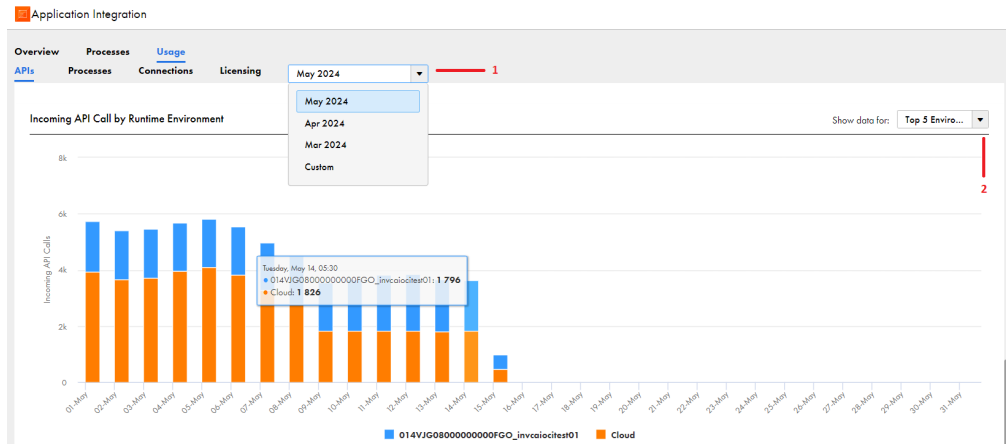 Application Integration
Overview Processes Usage
APIs Processes Connections Licensing May 2024 1
May 2024
Apr 2024
Mar 2024
Custom
Incoming API Call by Runtime Environment
Show data for: Top 5 Enviro...
2
8k
6k
4k
2k
0
Incoming API Calls
Tuesday, May 14, 05:30
014VJG08000000000FGO_invcaiocitest01: 1 796
Cloud: 1 826
01-May 02-May 03-May 04-May 05-May 06-May 07-May 08-May 09-May 10-May 11-May 12-May 13-May 14-May 15-May 16-May 17-May 18-May 19-May 20-May 21-May 22-May 23-May 24-May 25-May 26-May 27-May 28-May 29-May 30-May 31-May
014VJG08000000000FGO_invcaiocitest01 Cloud